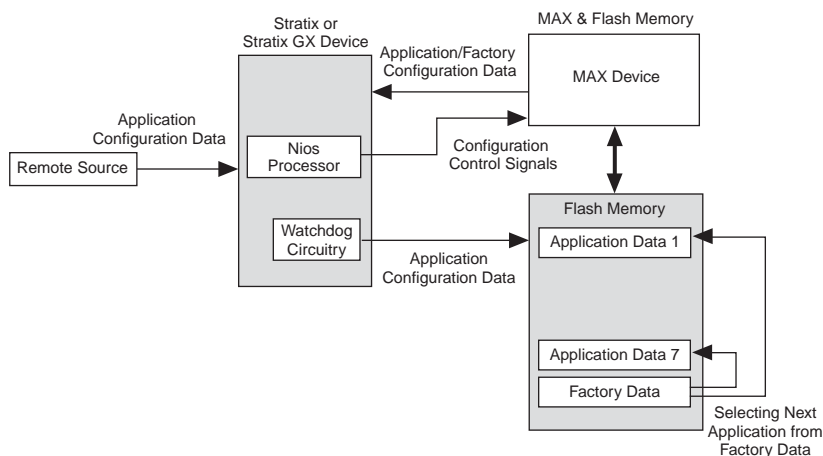 Stratix or
Stratix GX Device
MAX & Flash Memory
Application/Factory
Configuration Data
MAX Device
Application
Configuration Data
Remote Source
Nios
Processor
Configuration
Control Signals
Watchdog
Circuitry
Application
Configuration Data
Flash Memory
Application Data 1
Application Data 7
Factory Data
Selecting Next
Application from
Factory Data